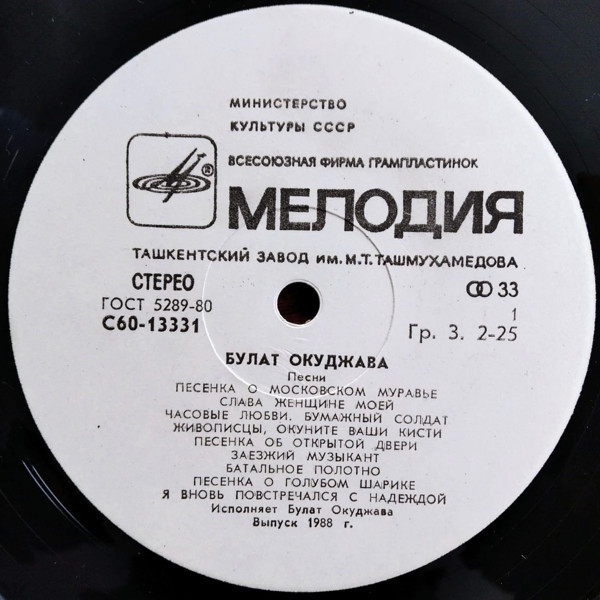 МИНИСТЕРСТВО
КУЛЬТУРЫ СССР
ВСЕСОЮЗНАЯ ФИРМА ГРАМПЛАСТИНОК
®
МЕЛОДИЯ
ТАШКЕНТСКИЙ ЗАВОД ИМ. М.Т. ТАШМУХАМЕДОВА
СТЕРЕО
33
ГОСТ 5289-80
1
С60-13331
Гр. 3. 2-25
БУЛАТ ОКУДЖАВА
Песни
ПЕСЕНКА О МОСКОВСКОМ МУРАВЬЕ
СЛАВА ЖЕНЩИНЕ МОЕЙ
ЧАСОВЫЕ ЛЮБВИ. БУМАЖНЫЙ СОЛДАТ
ЖИВОПИСЦЫ, ОКУНИТЕ ВАШИ КИСТИ
ПЕСЕНКА ОБ ОТКРЫТОЙ ДВЕРИ
ЗАЕЗЖИЙ МУЗЫКАНТ
БАТАЛЬНОЕ ПОЛОТНО
ПЕСЕНКА О ГОЛУБОМ ШАРИКЕ
Я ВНОВЬ ПОВСТРЕЧАЛСЯ С НАДЕЖДОЙ
Исполняет Булат Окуджава
Выпуск 1988 г.